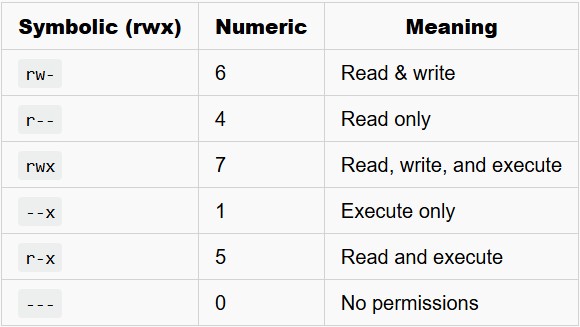 Symbolic (rwx) Numeric Meaning
rw- 6 Read & write
r-- 4 Read only
rwx 7 Read, write, and execute
--x 1 Execute only
r-x 5 Read and execute
--- 0 No permissions